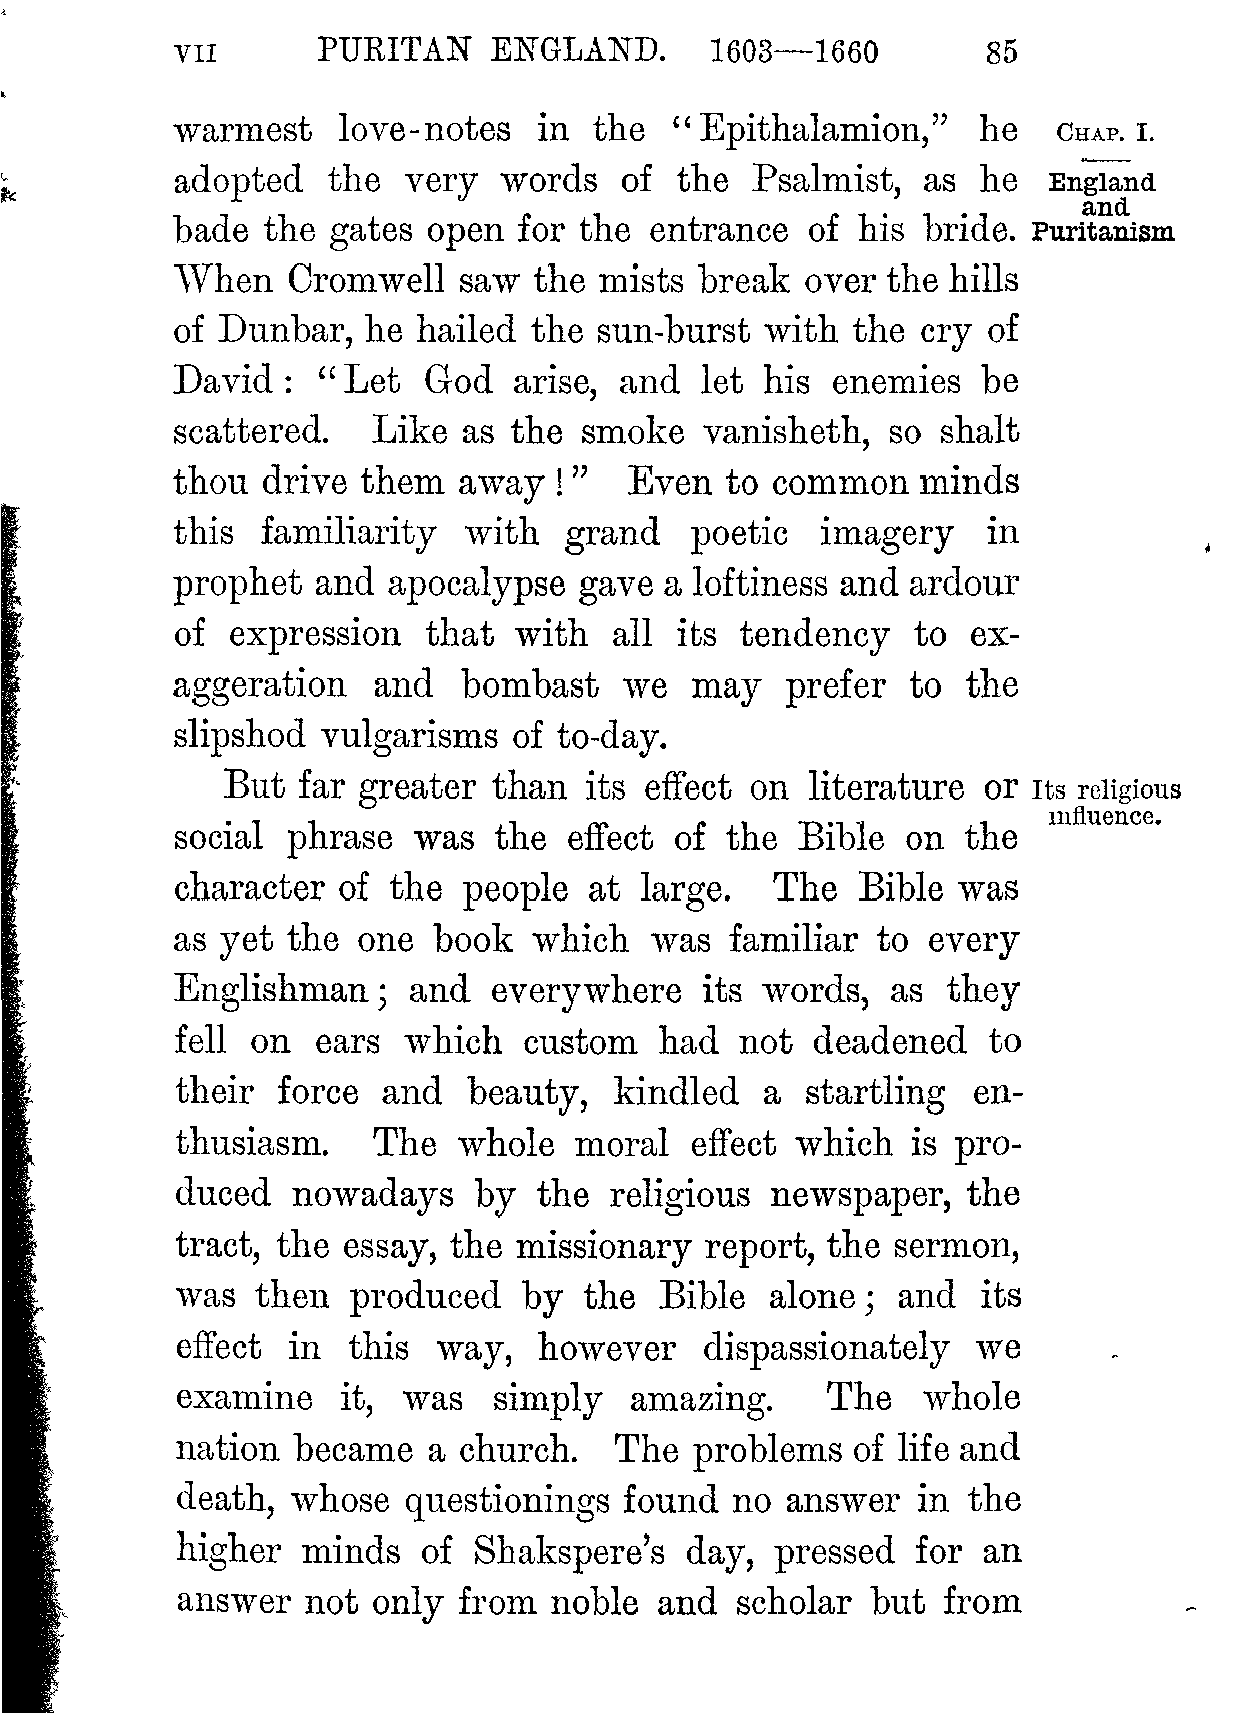 VII PURITAN ENGLAND. 1603—1660 85
warmest love-notes in the "Epithalamion," he
adopted the very words of the Psalmist, as he
bade the gates open for the entrance of his bride.
When Cromwell saw the mists break over the hills
of Dunbar, he hailed the sun-burst with the cry of
David: "Let God arise, and let his enemies be
scattered. Like as the smoke vanisheth, so shalt
thou drive them away!" Even to common minds
this familiarity with grand poetic imagery in
prophet and apocalypse gave a loftiness and ardour
of expression that with all its tendency to ex-
aggeration and bombast we may prefer to the
slipshod vulgarisms of to-day.
But far greater than its effect on literature or
social phrase was the effect of the Bible on the
character of the people at large. The Bible was
as yet the one book which was familiar to every
Englishman; and everywhere its words, as they
fell on ears which custom had not deadened to
their force and beauty, kindled a startling en-
thusiasm. The whole moral effect which is pro-
duced nowadays by the religious newspaper, the
tract, the essay, the missionary report, the sermon,
was then produced by the Bible alone; and its
effect in this way, however dispassionately we
examine it, was simply amazing. The whole
nation became a church. The problems of life and
death, whose questionings found no answer in the
higher minds of Shakspere's day, pressed for an
answer not only from noble and scholar but from
CHAP. I.
England
and
Puritanism
Its religious
influence.